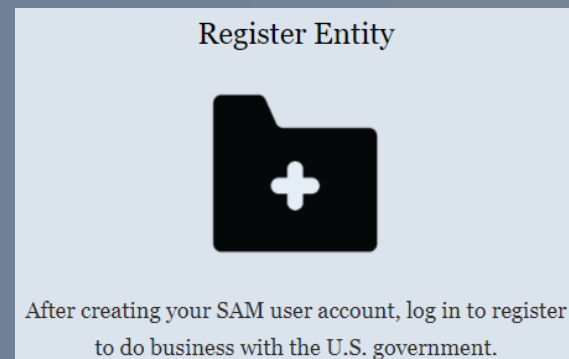 Register Entity
After creating your SAM user account, log in to register
to do business with the U.S. government.